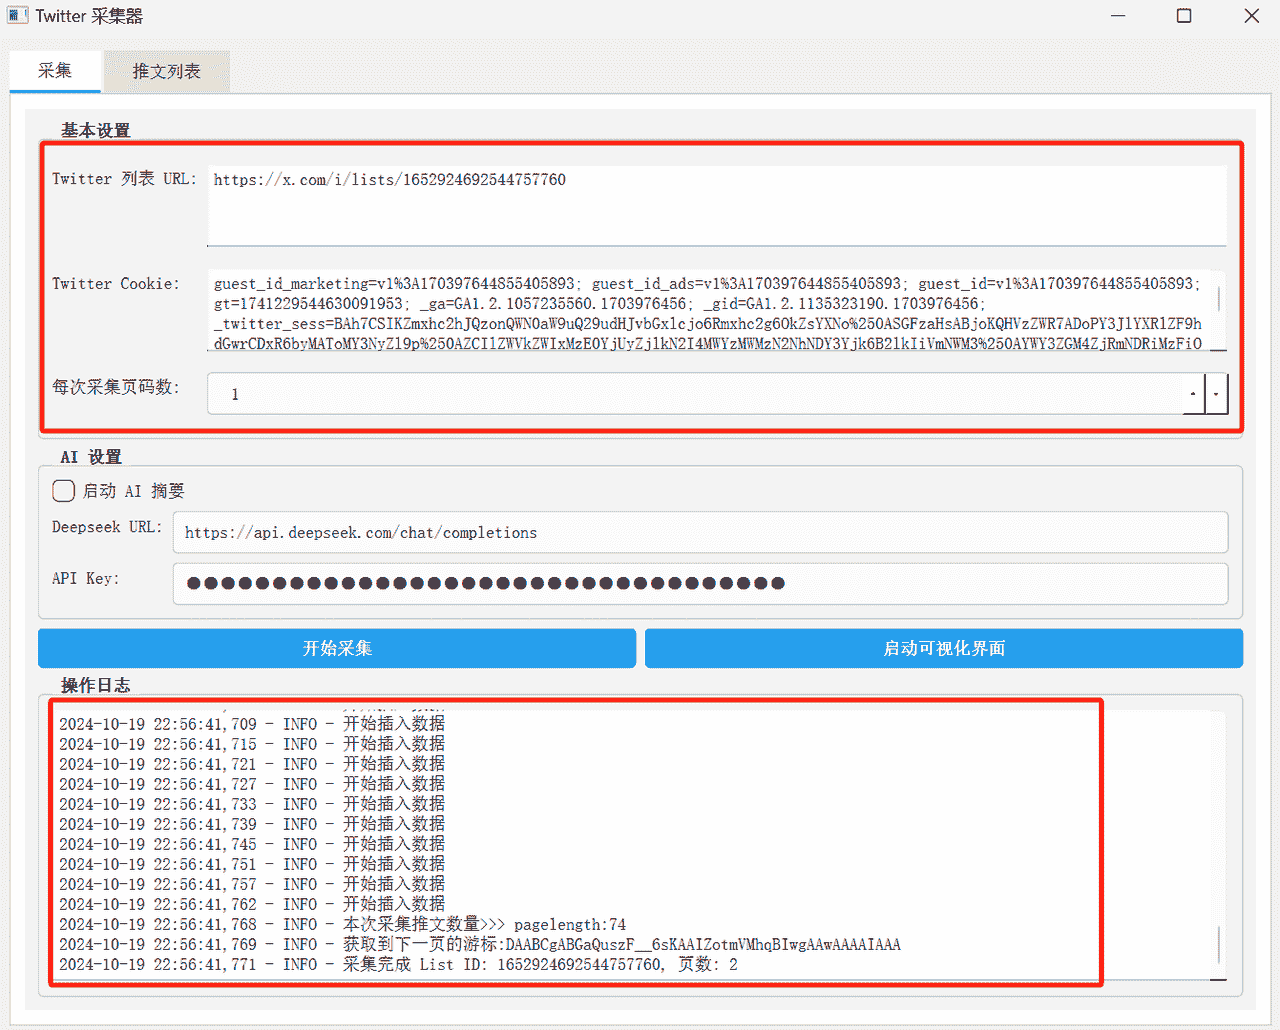 Twitter 采集器
采集 推文列表
基本设置
Twitter 列表 URL: https://x.com/i/lists/1652924692544757760
Twitter Cookie: guest_id_marketing=v1%3A170397644855405893; guest_id_ads=v1%3A170397644855405893; guest_id=v1%3A170397644855405893;
gt=1741229544630091953; _ga=GA1.2.1057235560.1703976456; _gid=GA1.2.1135323190.1703976456;
每次采集页码数: 1
AI 设置
启动 AI 摘要
Deepseek URL: https://api.deepseek.com/chat/completions
API Key: ●●●●●●●●●●●●●●●●●●●●●●●●●●●●●●●●●●●
开始采集 启动可视化界面
操作日志
2024-10-19 22:56:41,709 - INFO - 开始插入数据
2024-10-19 22:56:41,715 - INFO - 开始插入数据
2024-10-19 22:56:41,721 - INFO - 开始插入数据
2024-10-19 22:56:41,727 - INFO - 开始插入数据
2024-10-19 22:56:41,733 - INFO - 开始插入数据
2024-10-19 22:56:41,739 - INFO - 开始插入数据
2024-10-19 22:56:41,745 - INFO - 开始插入数据
2024-10-19 22:56:41,751 - INFO - 开始插入数据
2024-10-19 22:56:41,757 - INFO - 开始插入数据
2024-10-19 22:56:41,762 - INFO - 开始插入数据
2024-10-19 22:56:41,768 - INFO - 本次采集推文数量>>> pagelength:74
2024-10-19 22:56:41,769 - INFO - 获取到下一页的游标:DAABCgABGaQuszF__6sKAAIZotmVMhqBIwgAAwAAAAIAAA
2024-10-19 22:56:41,771 - INFO - 采集完成 List ID: 1652924692544757760, 页数: 2